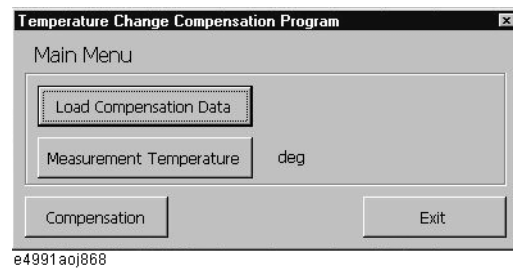 Temperature Change Compensation Program
Main Menu
Load Compensation Data
Measurement Temperature deg
Compensation Exit
e4991aoj868